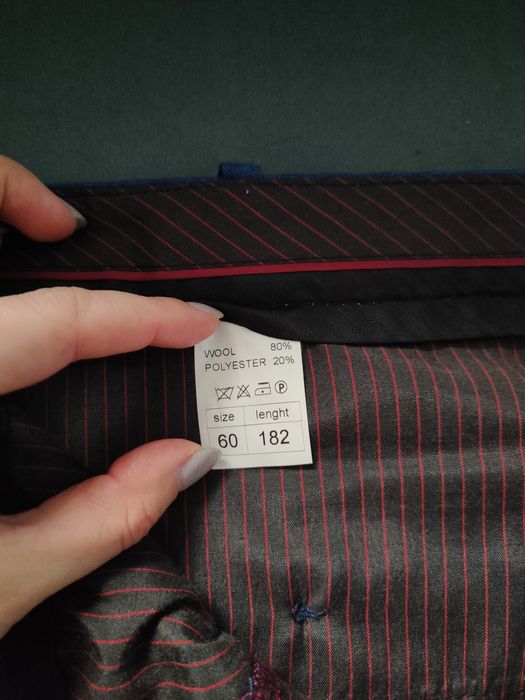 WOOL 80%
POLYESTER 20%
P
size lenght
60 182